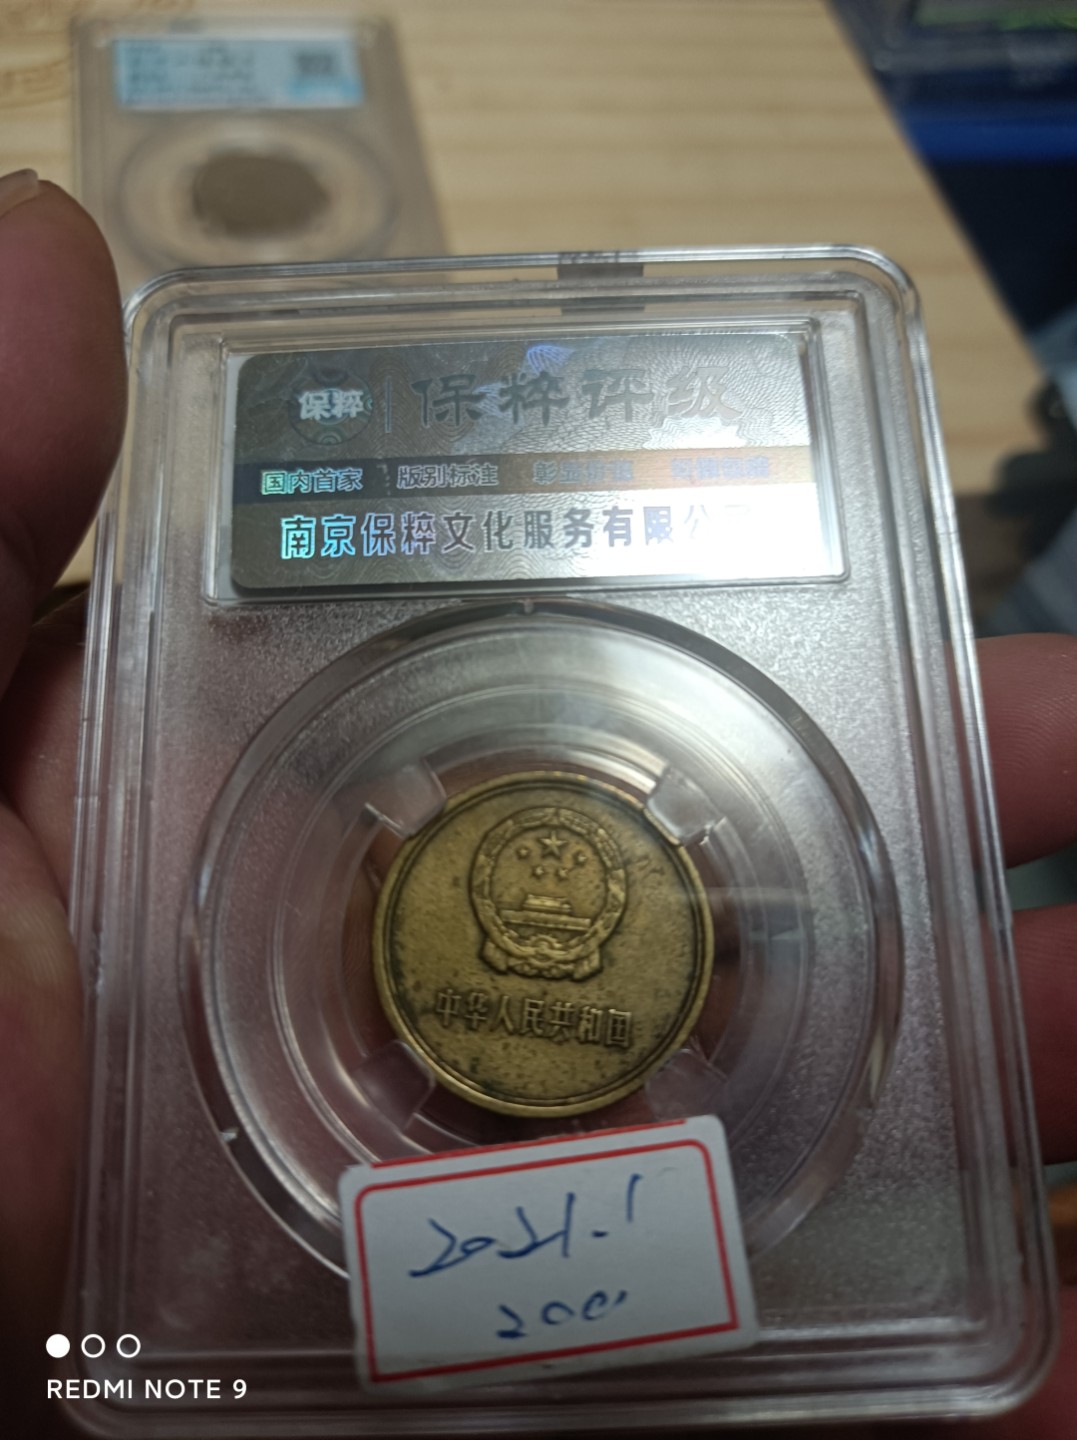 保粹 保粹评级
国内首家 版别标注
南京保粹文化服务有限公司
中华人民共和国
2021.1
200
REDMI NOTE 9